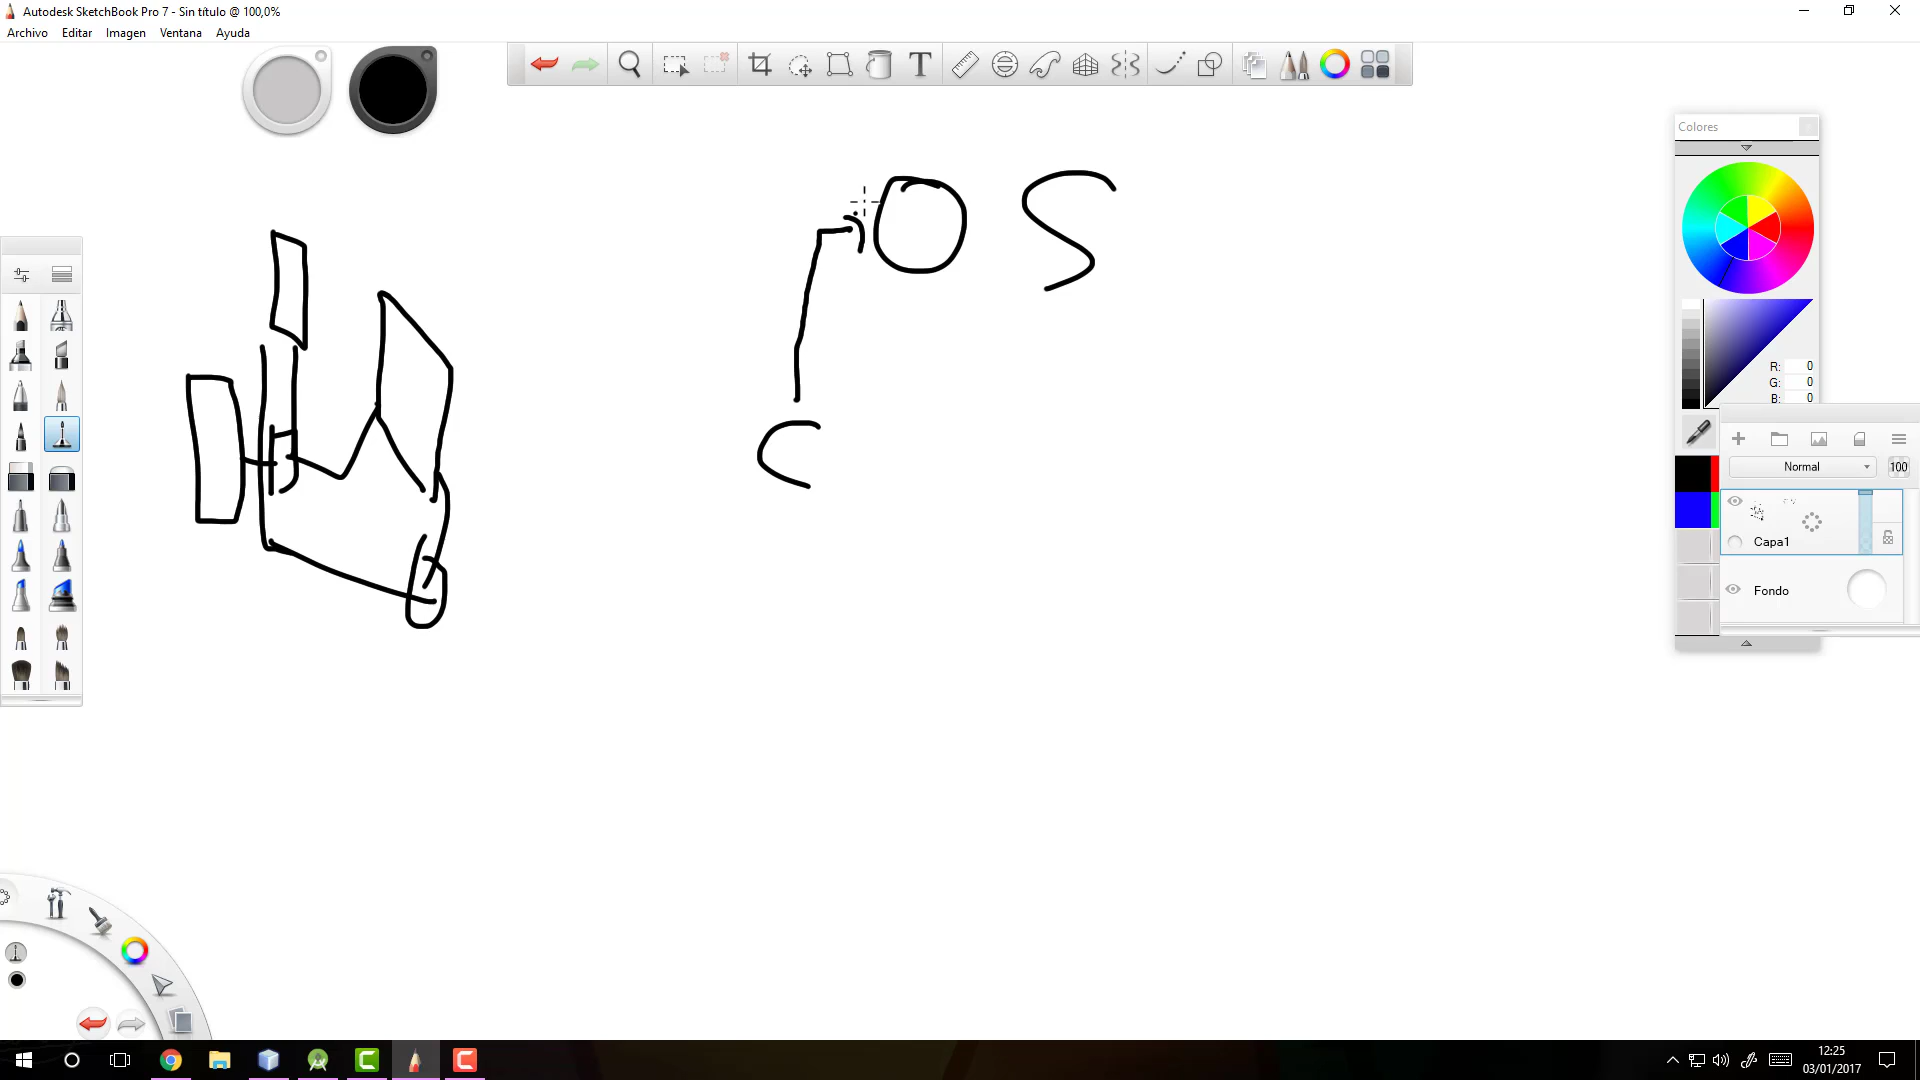 Autodesk SketchBook Pro 7 - Sin título @ 100,0%
Archivo Editar Imagen Ventana Ayuda
O S
C
Colores
R: 0
G: 0
B: 0
Normal 100
Capa1
Fondo
12:25
03/01/2017